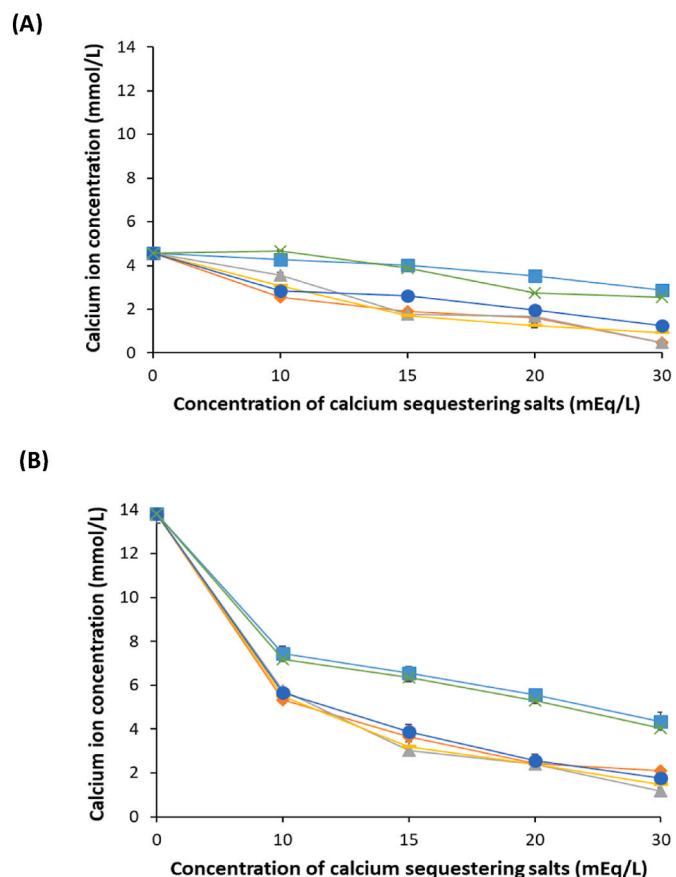 (A)
Calcium ion concentration (mmol/L)
14
12
10
8
6
4
2
0
0 10 15 20 30
Concentration of calcium sequestering salts (mEq/L)
(B)
Calcium ion concentration (mmol/L)
14
12
10
8
6
4
2
0
0 10 15 20 30
Concentration of calcium sequestering salts (mEq/L)